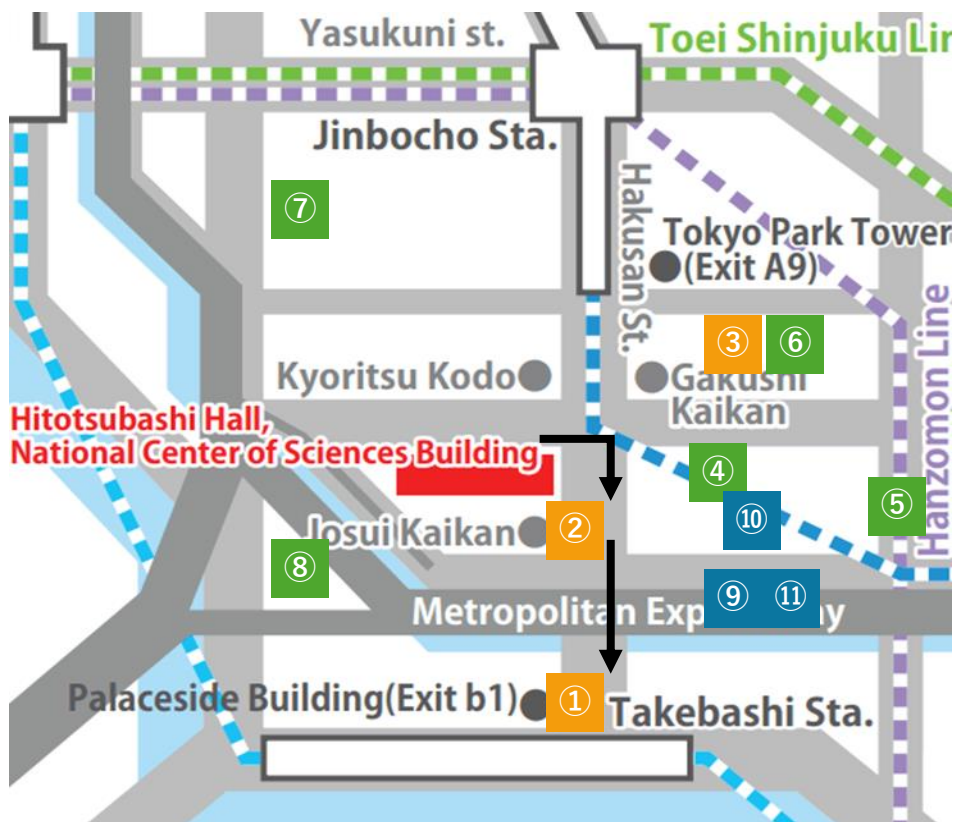 Yasukuni st.
Toei Shinjuku Lin
Jinbocho Sta.
Hakusan St.
⑦
Tokyo Park Tower
(Exit A9)
Hanzomon Line
③ ⑥
Kyoritsu Kodo
Gakushi
Kaikan
Hitotsubashi Hall,
National Center of Sciences Building
④
⑤
⑩
Josui Kaikan
②
⑧
Metropolitan Exp
⑨ ⑪
y
Palaceside Building(Exit b1)
①
Takebashi Sta.